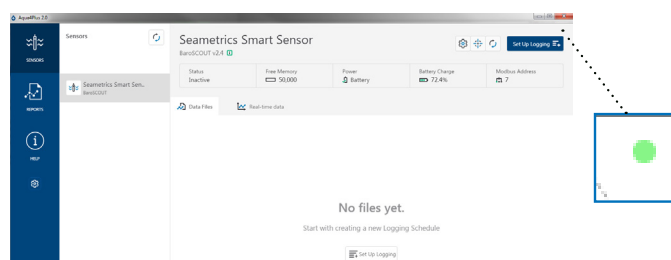 Aqua4Plus 2.0
Sensors
SENSORS
REPORTS
HELP
Seametrics Smart Sen..
BaroSCOUT
Seametrics Smart Sensor
BaroSCOUT v2.4
Set Up Logging
Status
Inactive
Free Memory
50,000
Power
Battery
Battery Charge
72.4%
Modbus Address
7
Data Files
Real-time data
No files yet.
Start with creating a new Logging Schedule
Set Up Logging